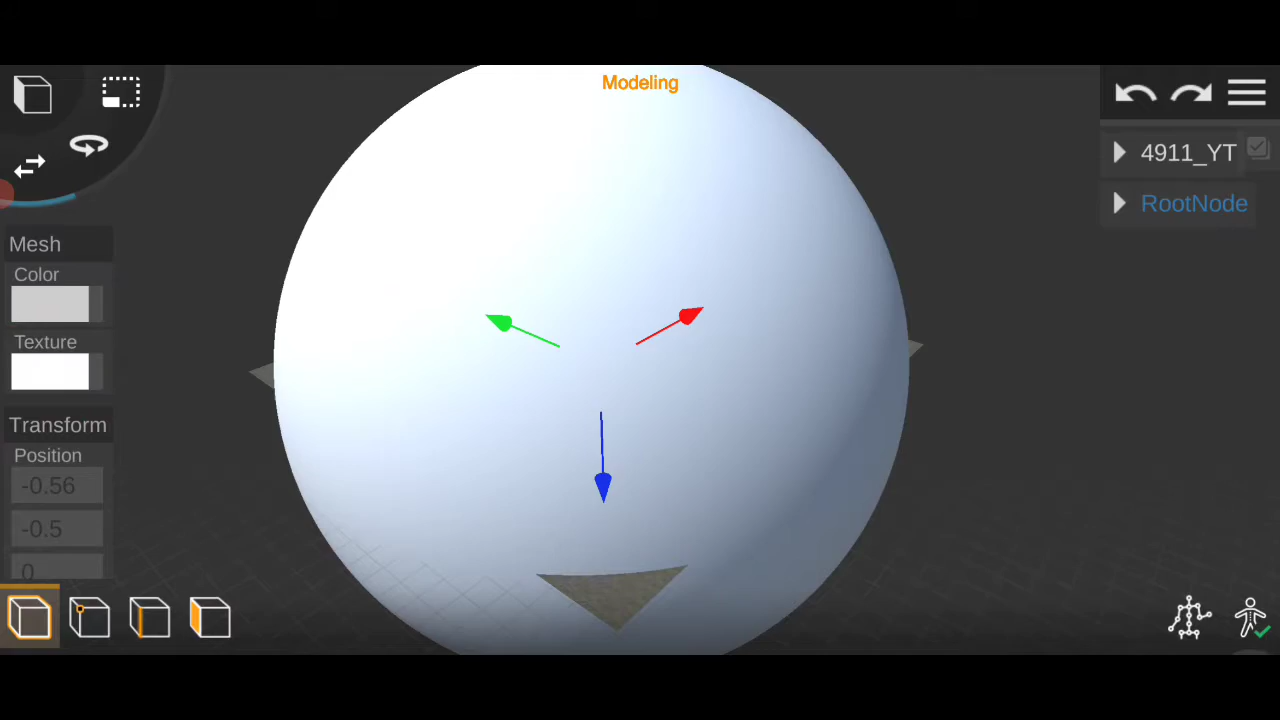 Modeling
4911_YT
RootNode
Mesh
Color
Texture
Transform
Position
-0.56
-0.5
0